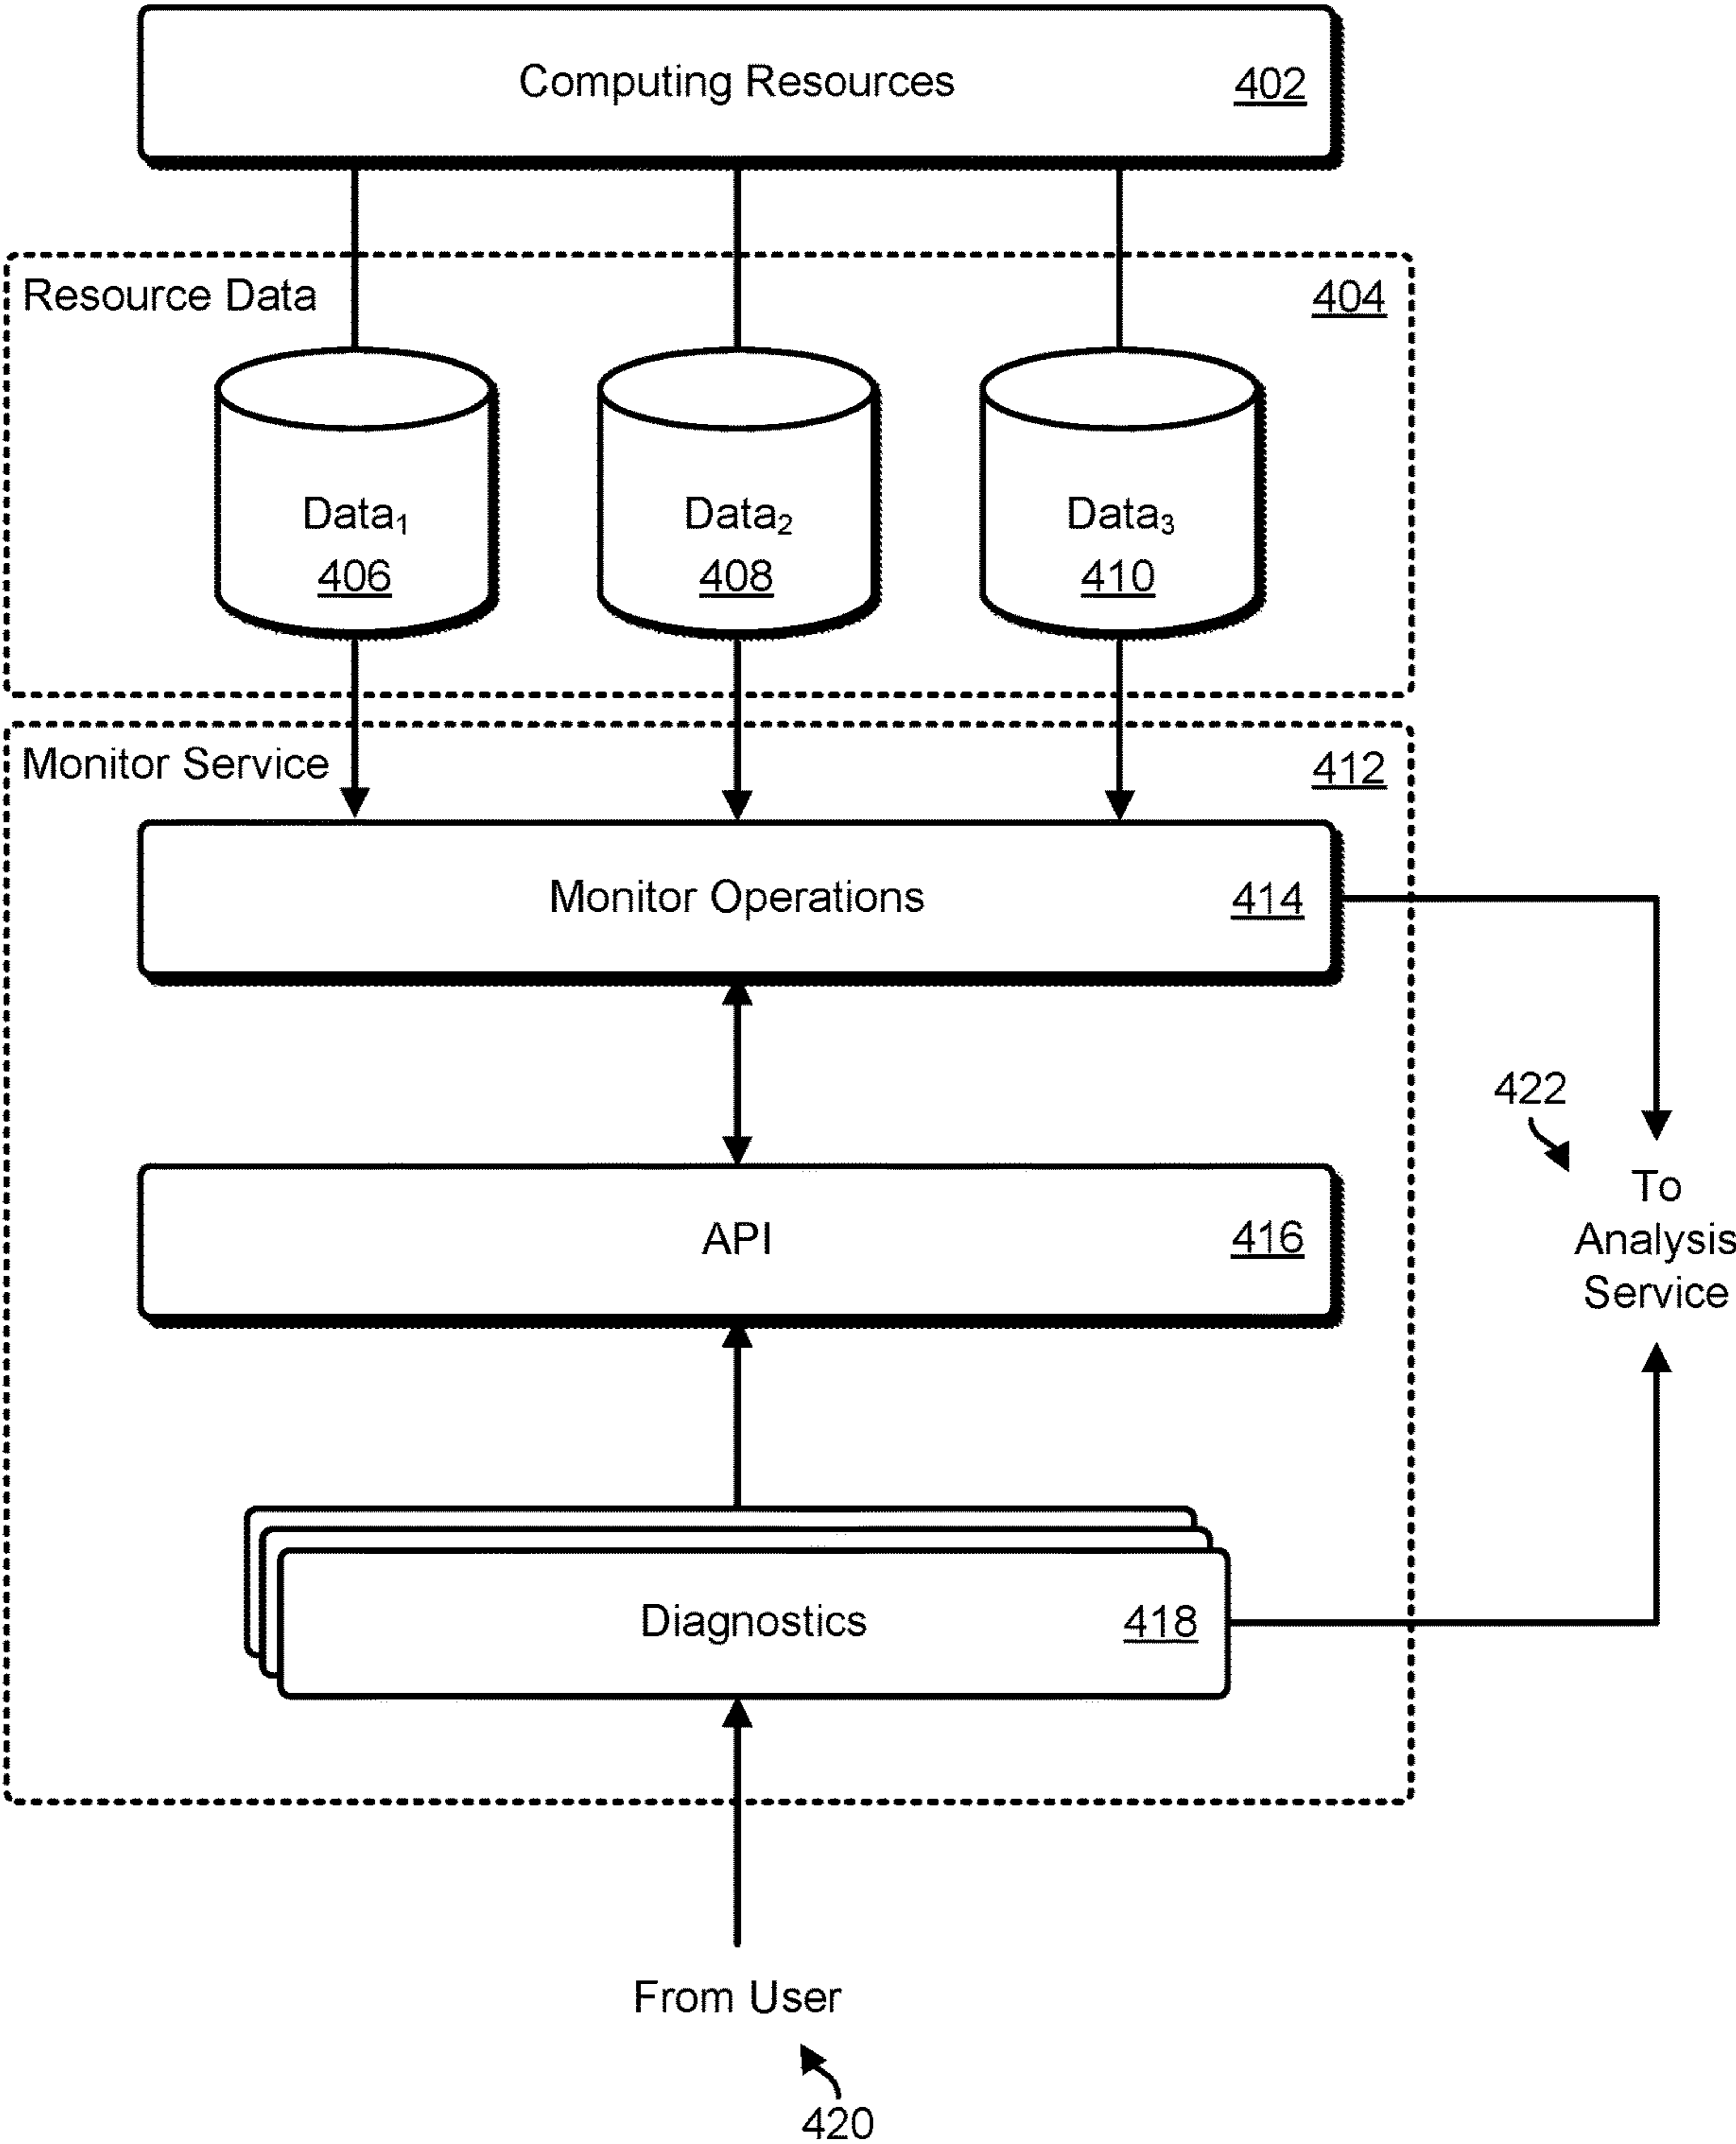 Computing Resources 402
Resource Data 404
Data₁ Data₂ Data₃
406 408 410
Monitor Service 412
Monitor Operations 414
422
To
Analysis
Service
API 416
Diagnostics 418
From User
420